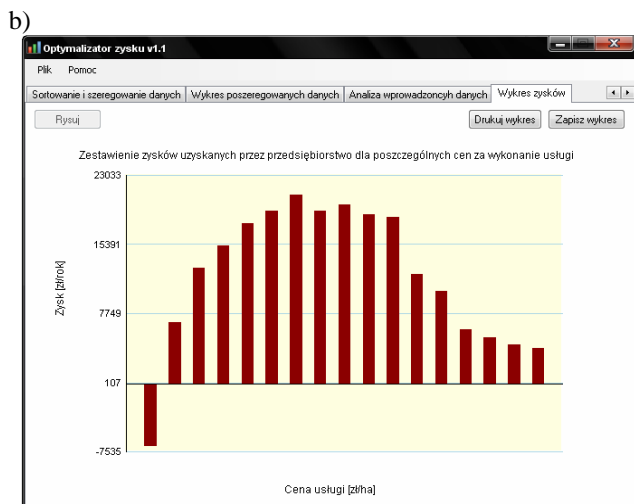 b)
Optymalizator zysku v1.1
Plik Pomoc
Sortowanie i szeregowanie danych Wykres poszeregowanych danych Analiza wprowadzoncyh danych Wykres zysków
Rysuj Drukuj wykres Zapisz wykres
Zestawienie zysków uzyskanych przez przedsiębiorstwo dla poszczególnych cen za wykonanie usługi
23033
15391
7749
107
-7535
Zysk [zł/rok]
Cena usługi [zł/ha]